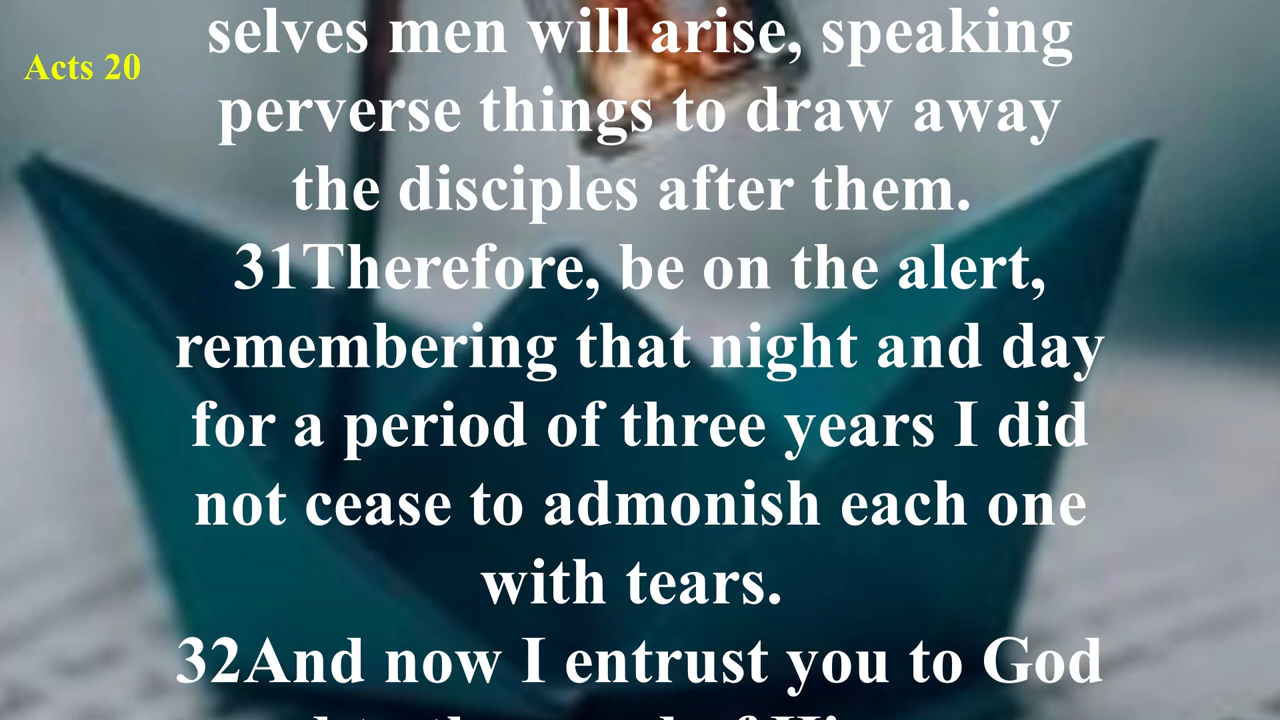 Acts 20
selves men will arise, speaking
perverse things to draw away
the disciples after them.
31Therefore, be on the alert,
remembering that night and day
for a period of three years I did
not cease to admonish each one
with tears.
32And now I entrust you to God